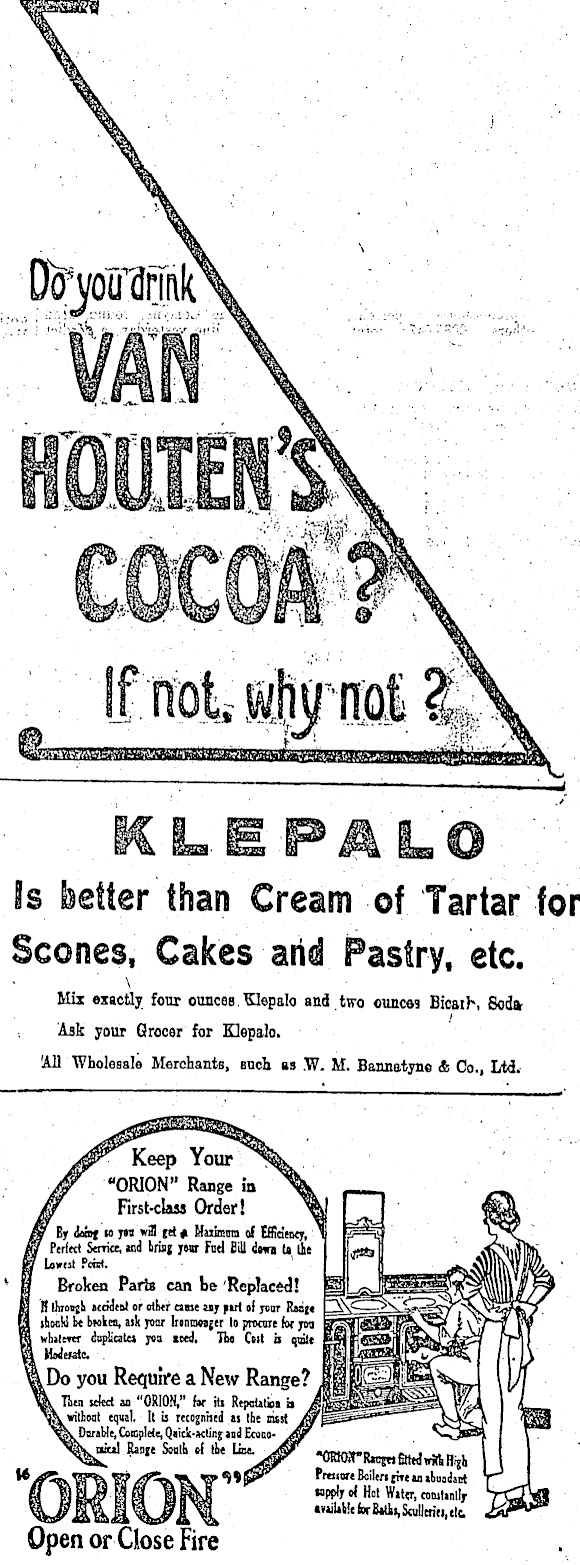 Do you drink
VAN
HOUTEN'S
COCOA ?
If not, why not ?
KLEPALO
Is better than Cream of Tartar for
Scones, Cakes and Pastry, etc.
Mix exactly four ounces Klepalo and two ounces Bicarb, Soda
Ask your Grocer for Klepalo.
All Wholesale Merchants, such as W. M. Bannatyne & Co., Ltd.
Keep Your
"ORION" Range in
First-class Order!
By doing so you will get a Maximum of Efficiency,
Perfect Service, and bring your Fuel Bill down to the
Lowest Point.
Broken Parts can be Replaced!
If through accident or other cause any part of your Range
should be broken, ask your Ironmonger to procure for you
whatever duplicates you need. The Cost is quite
Moderate.
Do you Require a New Range?
Then select an "ORION," for its Reputation is
without equal. It is recognised as the most
Durable, Complete, Quick-acting and Econo-
mical Range South of the Line.
"ORION"
Open or Close Fire
"ORION" Ranges fitted with High
Pressure Boilers give an abundant
supply of Hot Water, constantly
available for Baths, Sculleries, etc.